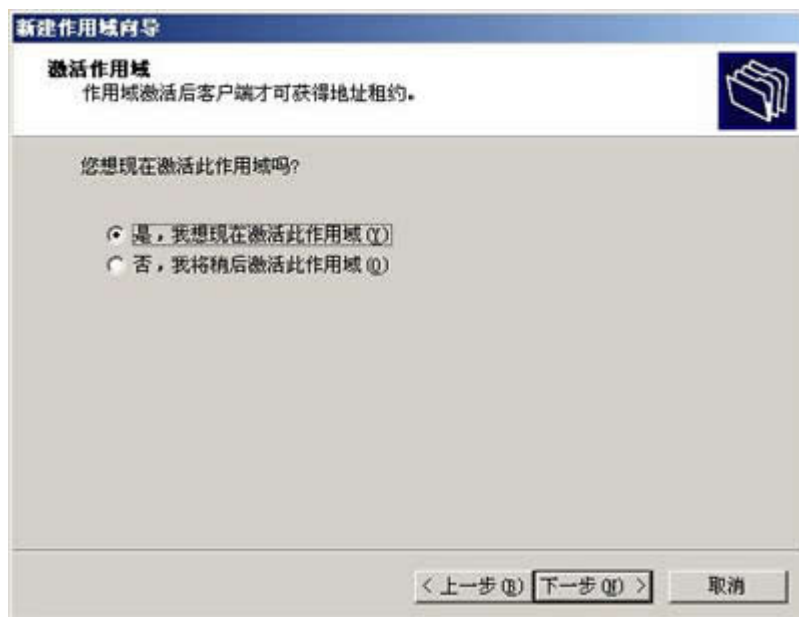 新建作用域向导
激活作用域
作用域激活后客户端才可获得地址租约。
您想现在激活此作用域吗?
是，我想现在激活此作用域(Y)
否，我将稍后激活此作用域(O)
< 上一步(B) 下一步(N) > 取消